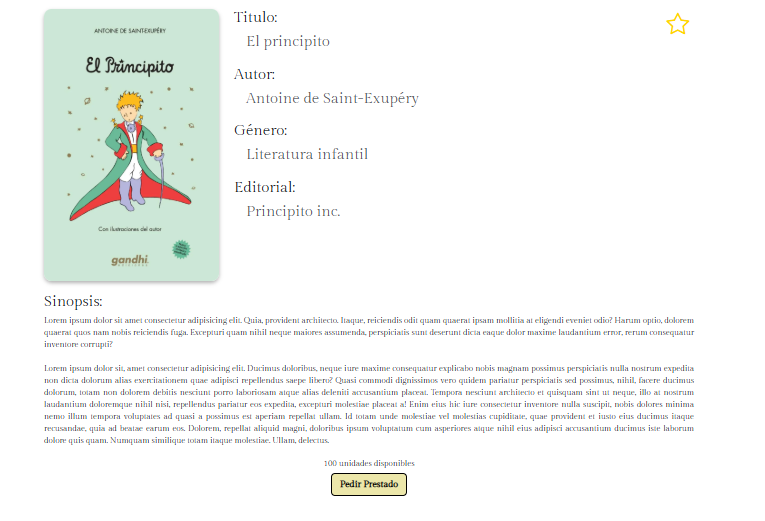 ANTOINE DE SAINT-EXUPÉRY
El Principito
Con ilustraciones del autor
gandhi
Titulo:
El principito
Autor:
Antoine de Saint-Exupéry
Género:
Literatura infantil
Editorial:
Principito inc.
Sinopsis:
Lorem ipsum dolor sit amet consectetur adipisicing elit. Quia, provident architecto. Itaque, reiciendis odit quam quaerat ipsam mollitia at eligendi eveniet odio? Harum optio, dolorem
quaerat quos nam nobis reiciendis fuga. Excepturi quam nihil neque maiores assumenda, perspiciatis sunt deserunt dicta eaque dolor maxime laudantium error, rerum consequatur
inventore corrupti?
Lorem ipsum dolor sit, amet consectetur adipisicing elit. Ducimus doloribus, neque iure maxime consequatur explicabo nobis magnam possimus perspiciatis nulla nostrum expedita
non dicta dolorum alias exercitationem quae adipisci repellendus saepe libero? Quasi commodi dignissimos vero quidem pariatur perspiciatis sed possimus, nihil, facere ducimus
dolorum, totam non dolorem debitis nesciunt porro laboriosam atque alias deleniti accusantium placeat. Tempora nesciunt architecto et quisquam sint ut neque, illo at nostrum
laudantium doloremque nihil nisi, repellendus pariatur eos expedita, excepturi molestiae placeat a! Enim eius hic iure consectetur inventore nulla suscipit, nobis dolores minima
nemo illum tempora voluptates ad quasi a possimus est aperiam repellat ullam. Id totam unde molestiae vel molestias cupiditate, quae provident et iusto eius ducimus itaque
recusandae, quia ad beatae earum eos. Dolorem, repellat aliquid magni, doloribus ipsum voluptatum cum asperiores atque nihil eius adipisci accusantium ducimus iste laborum
dolore quis quam. Numquam similique totam itaque molestiae. Ullam, delectus.
100 unidades disponibles
Pedir Prestado